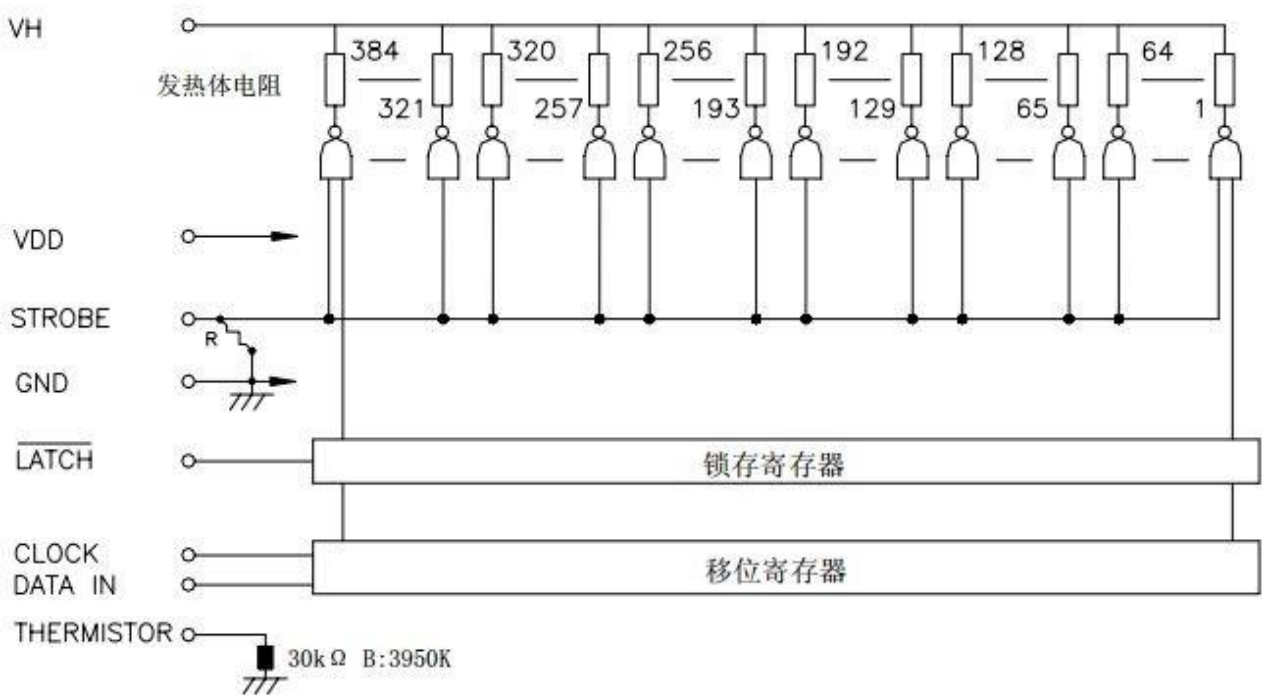 VH
384 320 256 192 128 64
发热体电阻
321 257 193 129 65 1
VDD
STROBE
R
GND
LATCH
锁存寄存器
CLOCK
移位寄存器
DATA IN
THERMISTOR
30kΩ B:3950K